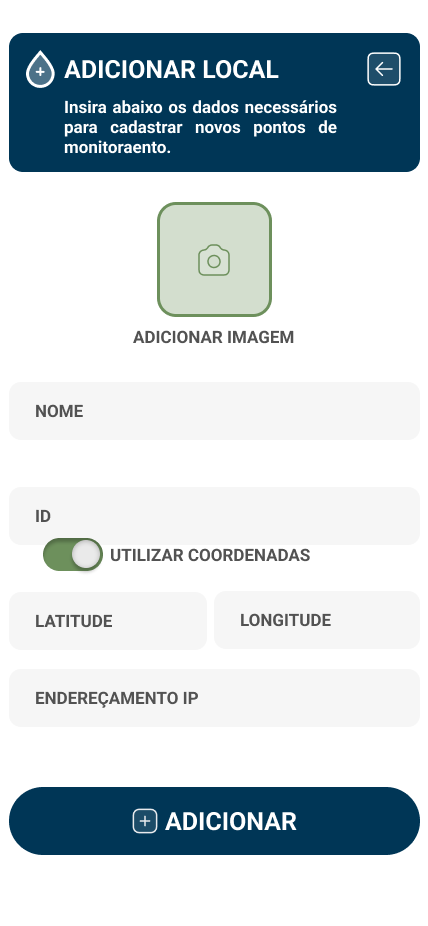 ADICIONAR LOCAL
Insira abaixo os dados necessários
para cadastrar novos pontos de
monitoraento.
ADICIONAR IMAGEM
NOME
ID
UTILIZAR COORDENADAS
LATITUDE
LONGITUDE
ENDEREÇAMENTO IP
ADICIONAR